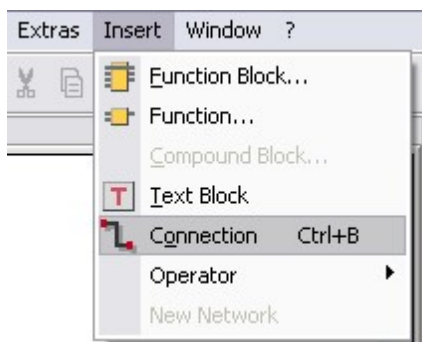 Extras Insert Window ?
Function Block...
Function...
Compound Block...
T Text Block
Connection Ctrl+B
Operator
New Network